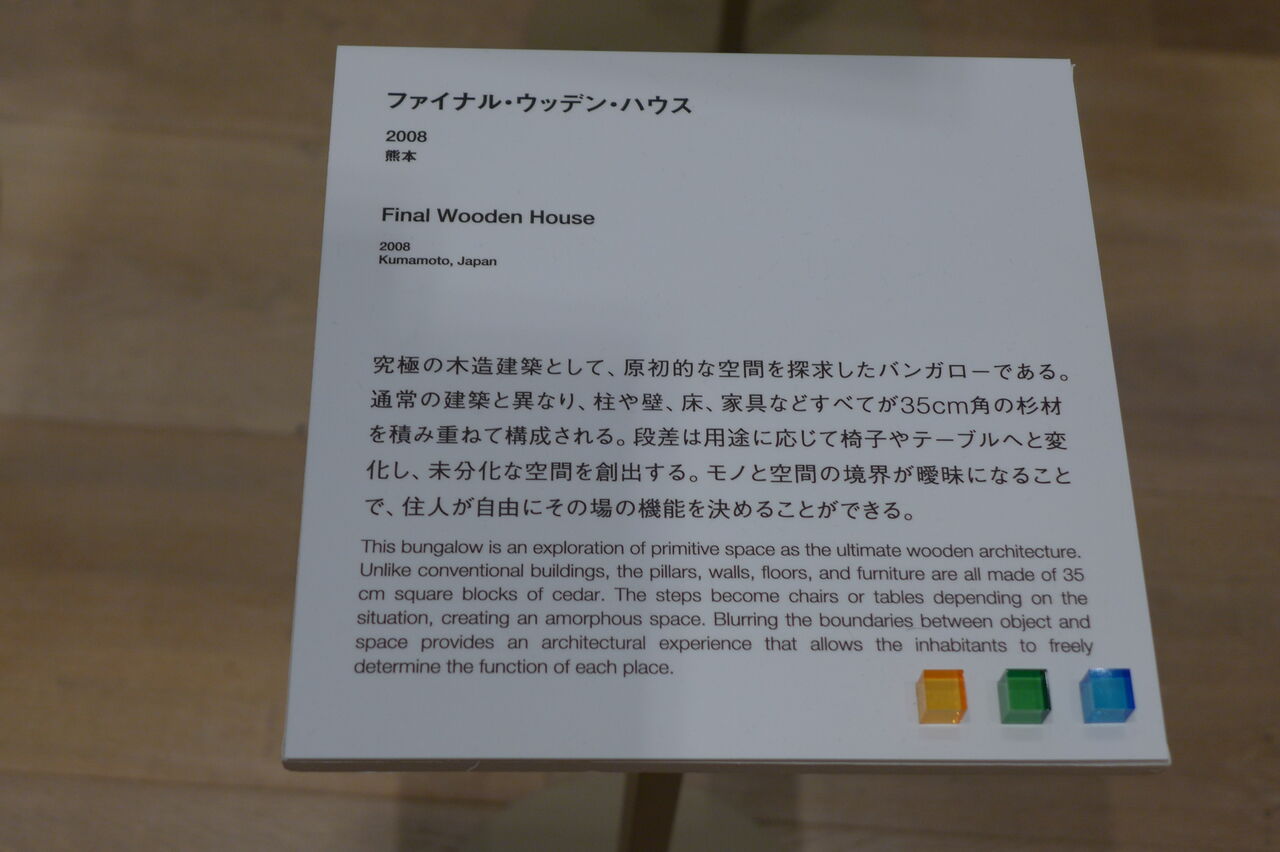 ファイナル・ウッデン・ハウス
2008
熊本
Final Wooden House
2008
Kumamoto, Japan
究極の木造建築として、原初的な空間を探求したバンガローである。
通常の建築と異なり、柱や壁、床、家具などすべてが35cm角の杉材
を積み重ねて構成される。段差は用途に応じて椅子やテーブルへと変
化し、未分化な空間を創出する。モノと空間の境界が曖昧になること
で、住人が自由にその場の機能を決めることができる。
This bungalow is an exploration of primitive space as the ultimate wooden architecture.
Unlike conventional buildings, the pillars, walls, floors, and furniture are all made of 35
cm square blocks of cedar. The steps become chairs or tables depending on the
situation, creating an amorphous space. Blurring the boundaries between object and
space provides an architectural experience that allows the inhabitants to freely
determine the function of each place.